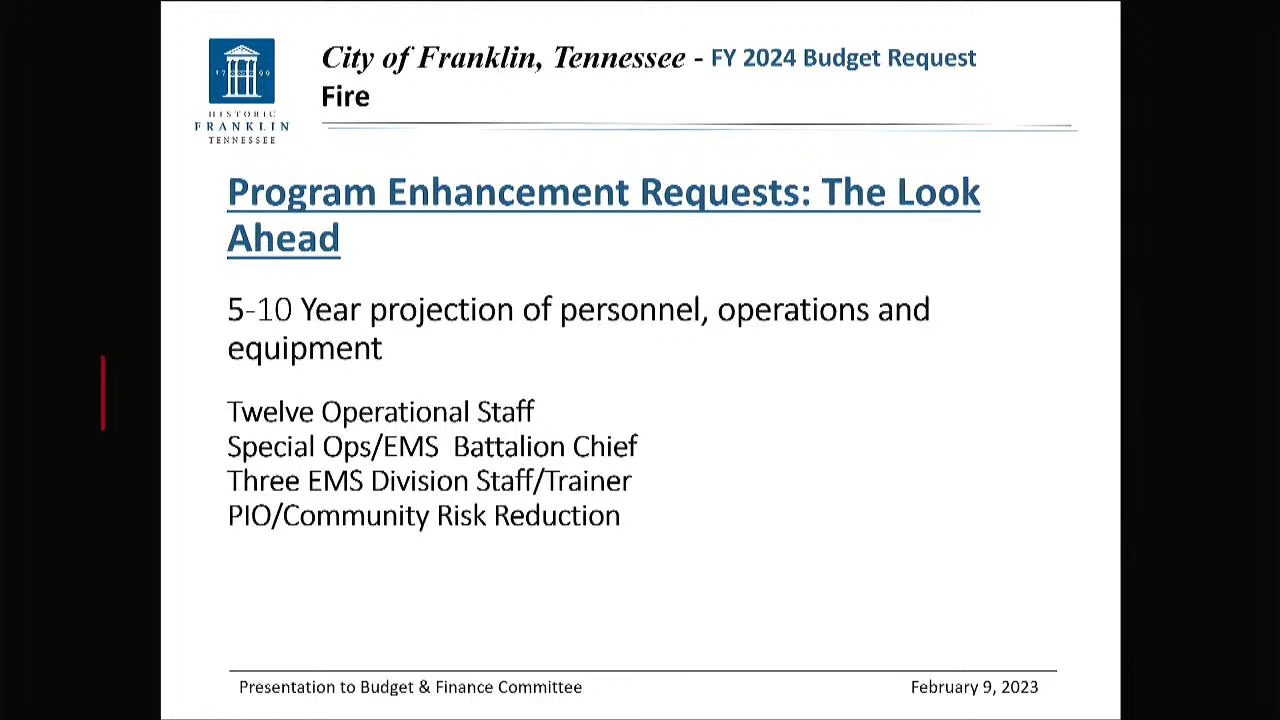 City of Franklin, Tennessee - FY 2024 Budget Request
Fire
1799
HISTORIC
FRANKLIN
TENNESSEE
Program Enhancement Requests: The Look
Ahead
5-10 Year projection of personnel, operations and
equipment
Twelve Operational Staff
Special Ops/EMS  Battalion Chief
Three EMS Division Staff/Trainer
PIO/Community Risk Reduction
Presentation to Budget & Finance Committee
February 9, 2023